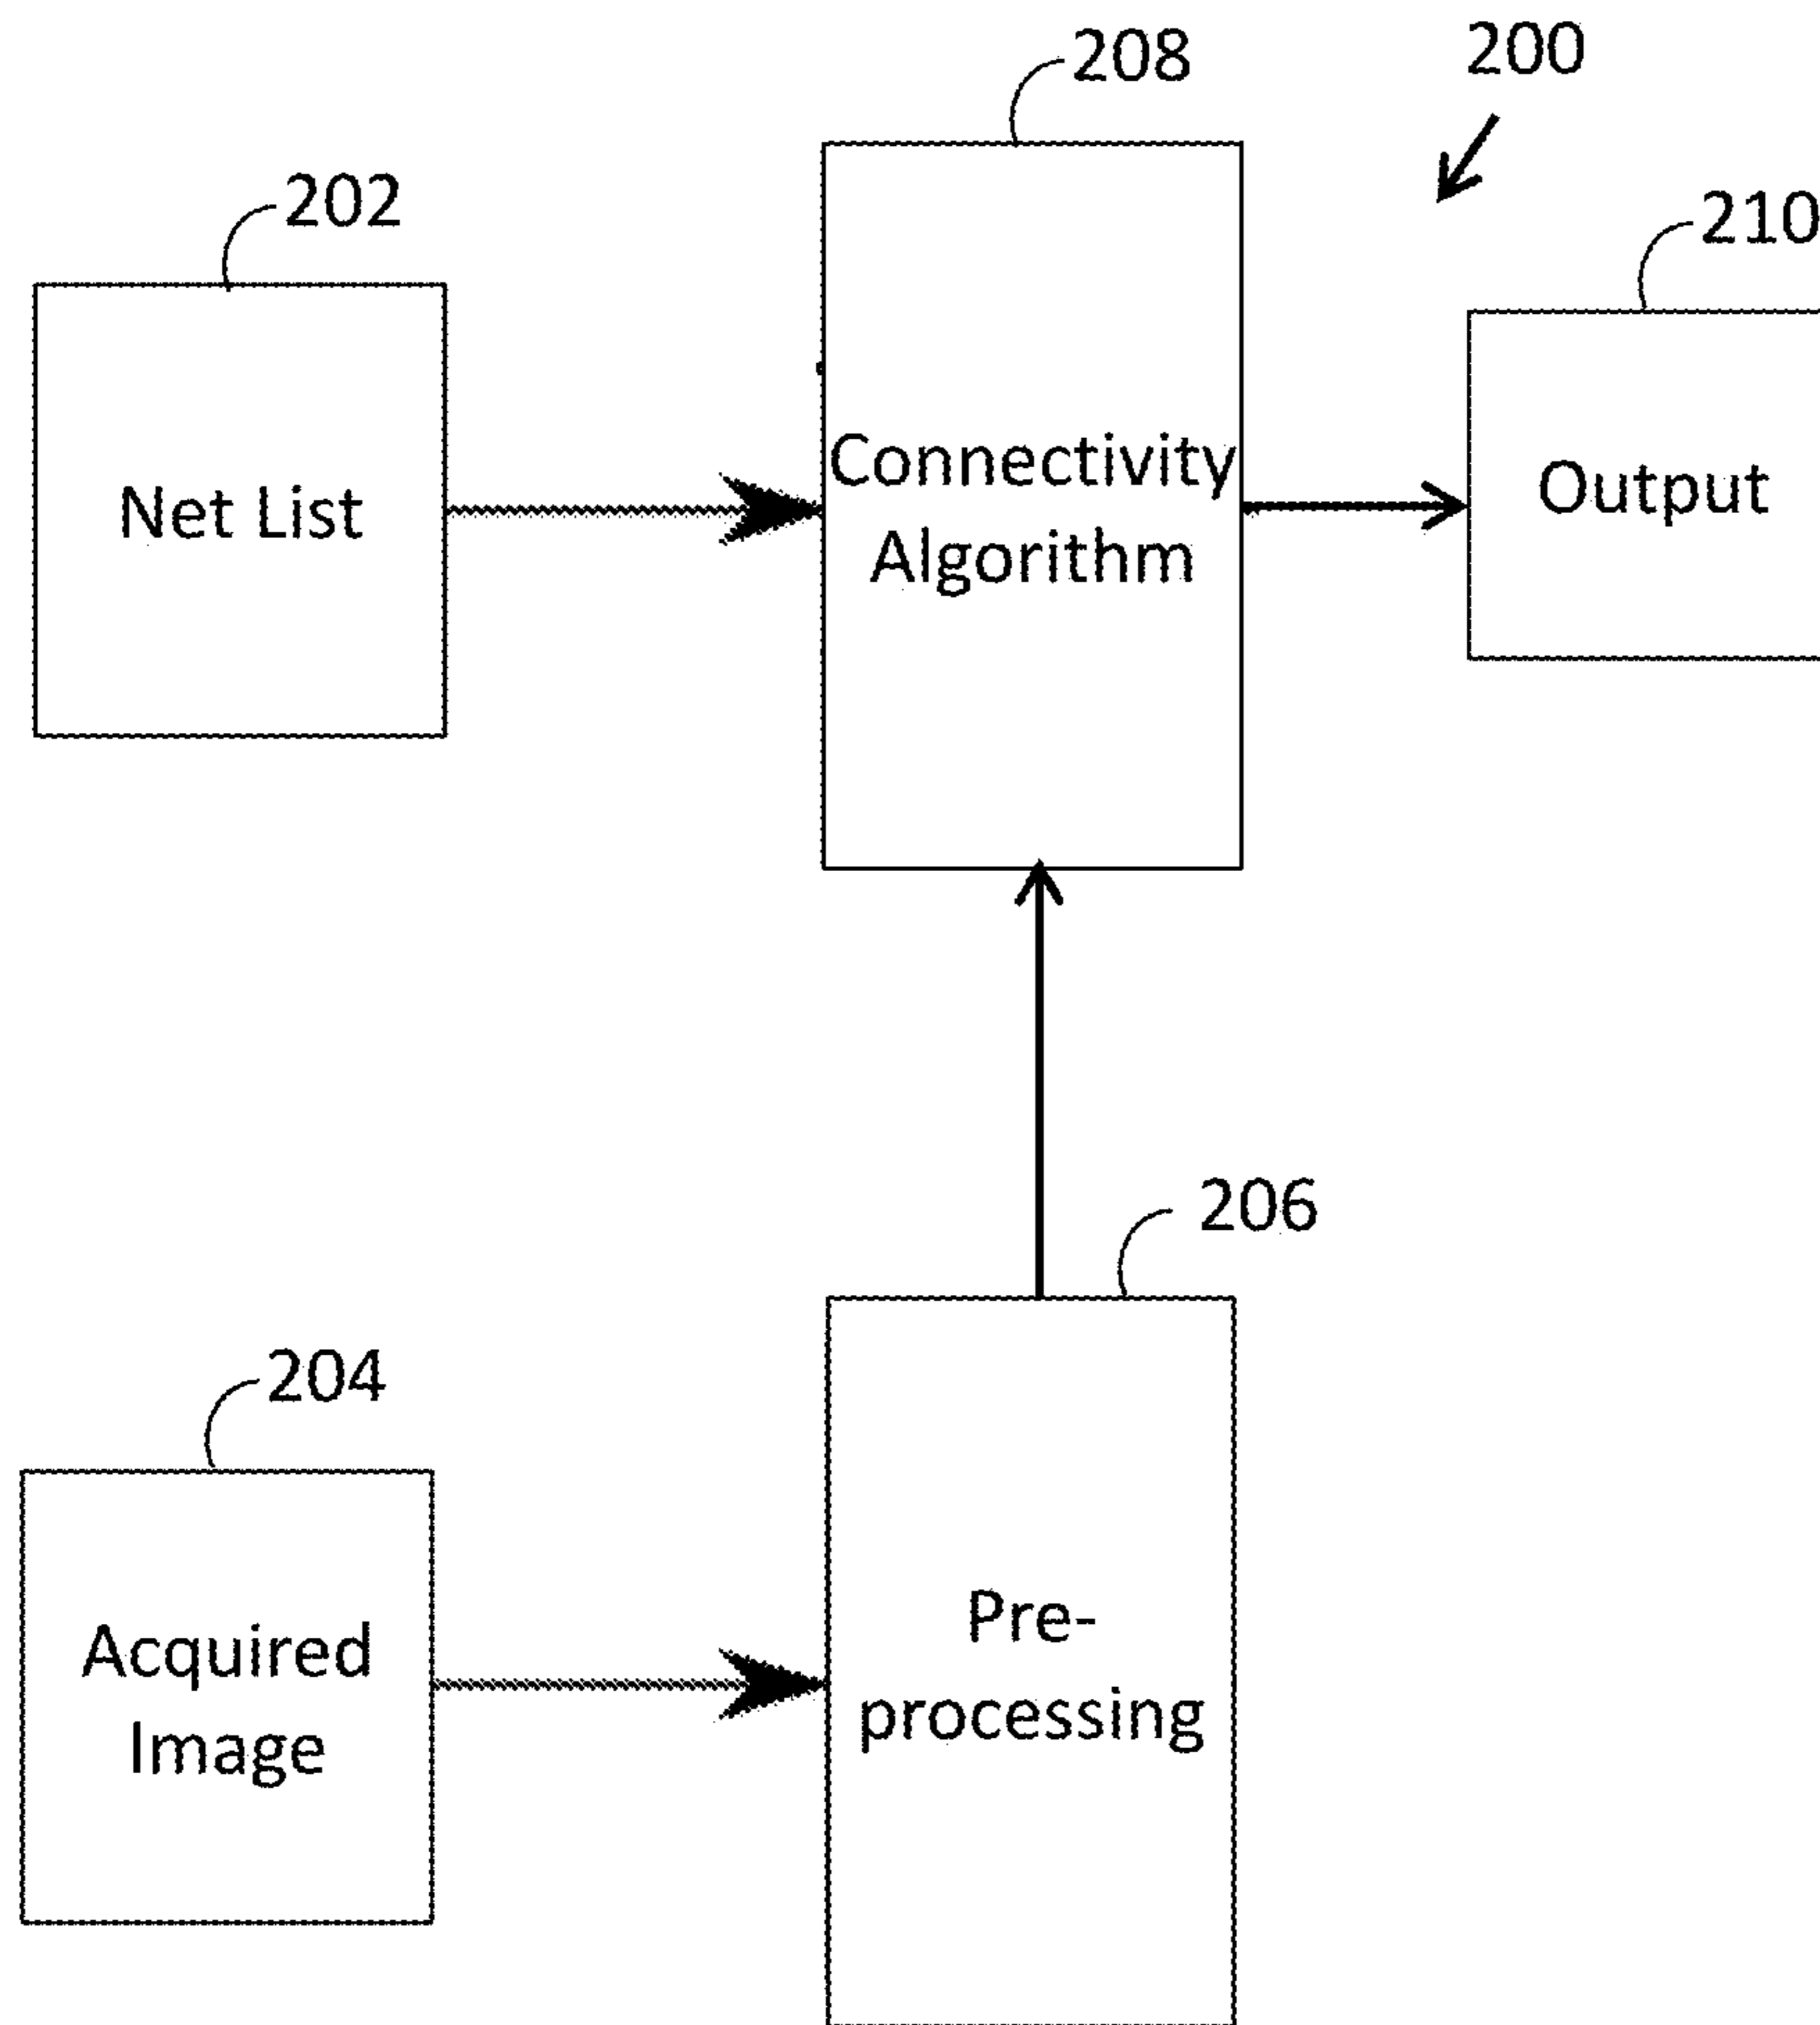 200
208
202
210
Net List
Connectivity
Algorithm
Output
206
204
Acquired
Image
Pre-
processing